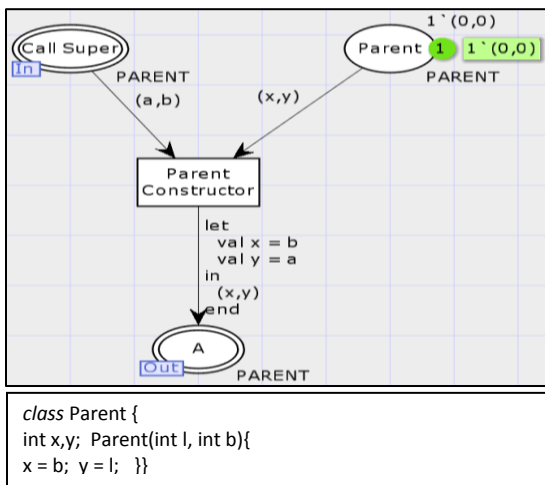 1`(0,0)
Call Super
Parent 1 1`(0,0)
In
PARENT
PARENT
(a,b)
(x,y)
Parent
Constructor
let
val x = b
val y = a
in
(x,y)
end
A
Out
PARENT
class Parent {
int x,y; Parent(int l, int b){
x = b; y = l; }}